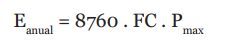 E_anual = 8760 . FC . P_max